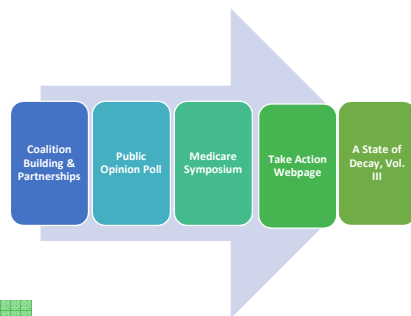 Coalition
Building &
Partnerships
Public
Opinion Poll
Medicare
Symposium
Take Action
Webpage
A State of
Decay, Vol.
III